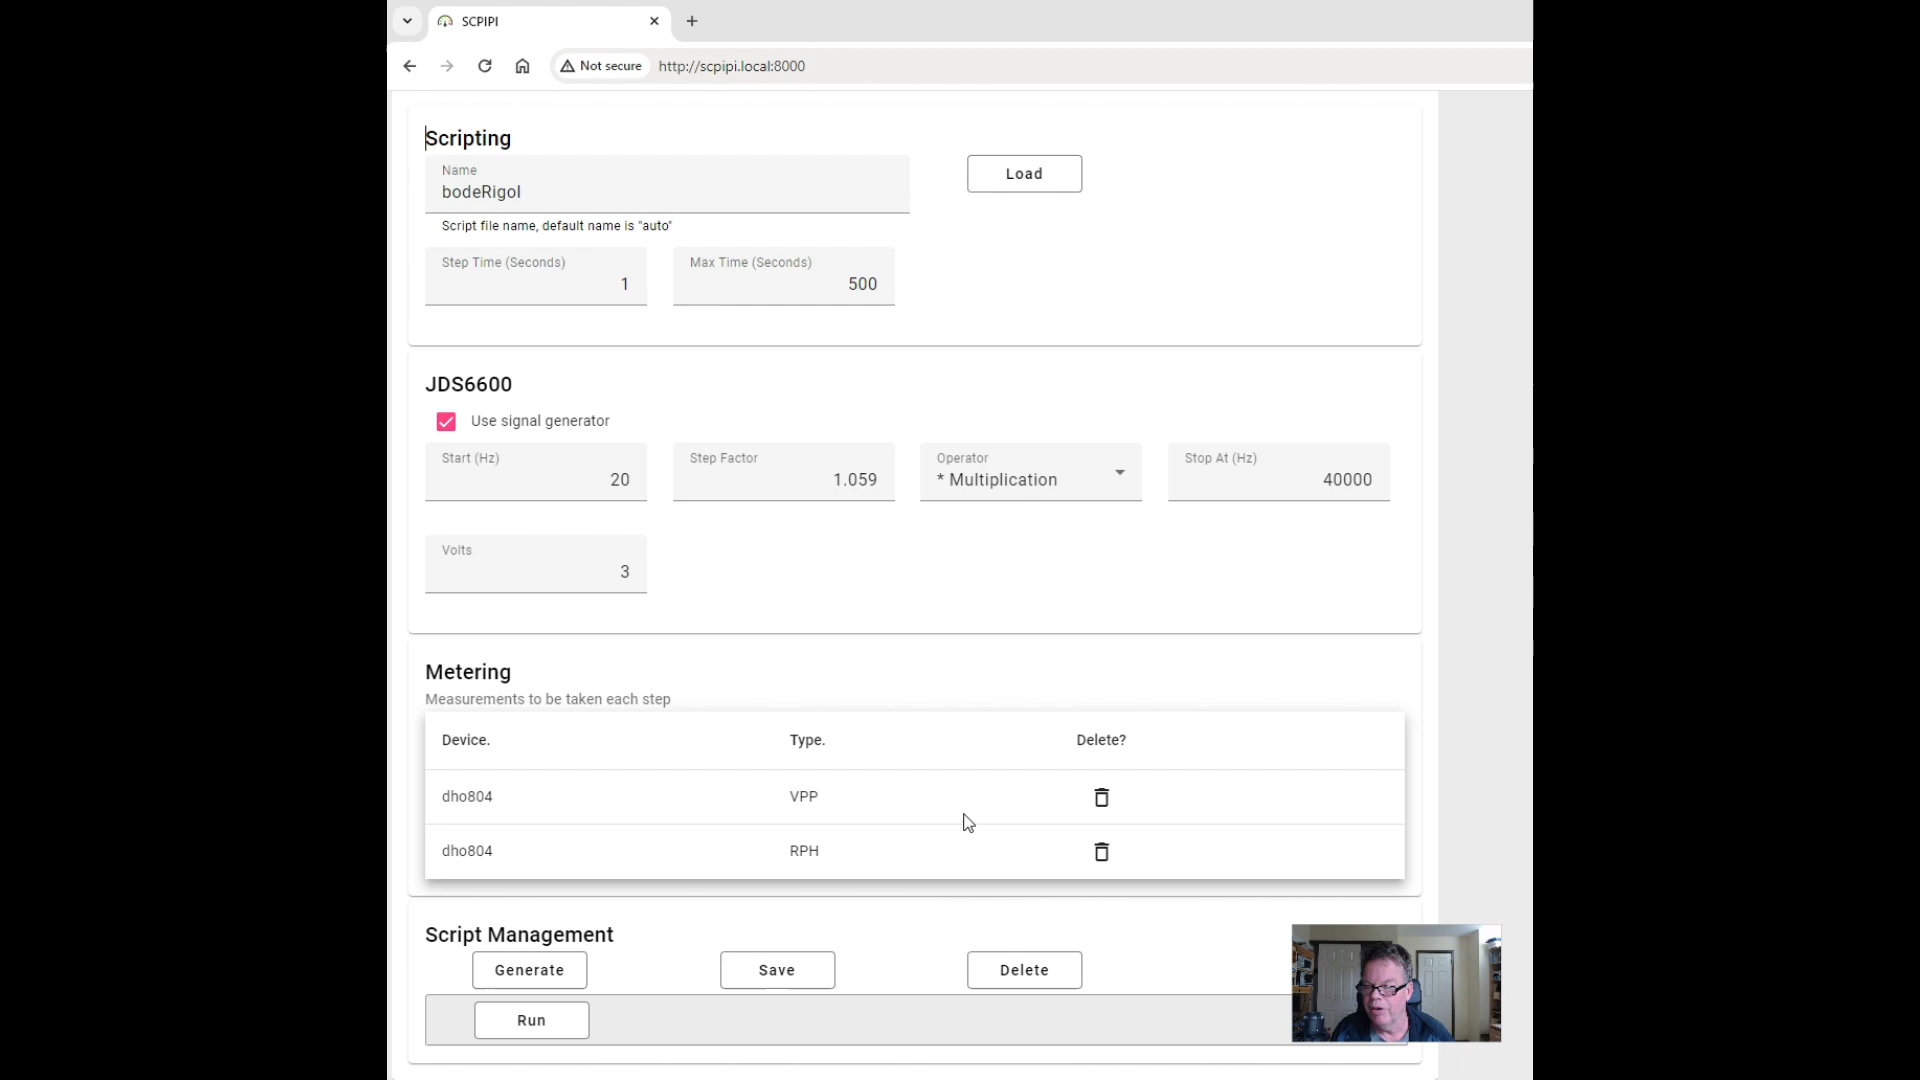 SCPIPI
Not secure http://scpipi.local:8000
Scripting
Name
bodeRigol
Load
Script file name, default name is "auto"
Step Time (Seconds) Max Time (Seconds)
1 500
JDS6600
Use signal generator
Start (Hz) Step Factor Operator Stop At (Hz)
20 1.059 * Multiplication 40000
Volts
3
Metering
Measurements to be taken each step
Device. Type. Delete?
dho804 VPP
dho804 RPH
Script Management
Generate Save Delete
Run